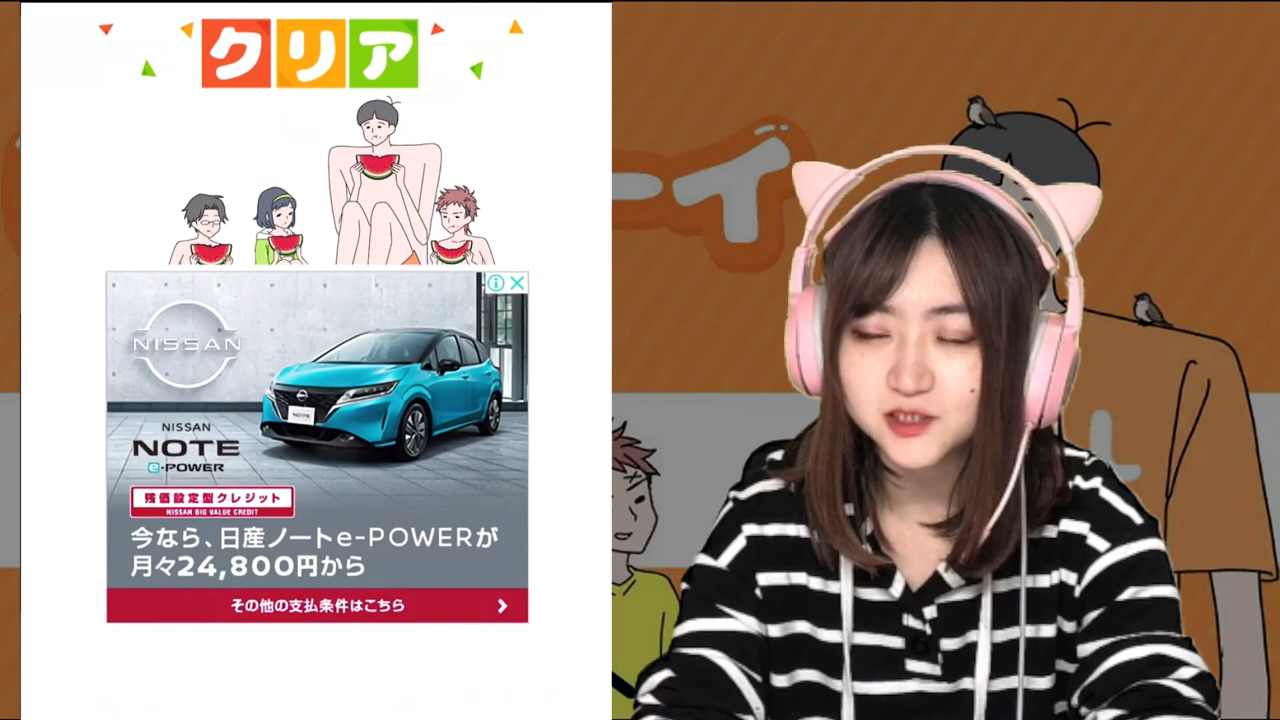 クリア
NISSAN
NISSAN
NOTE
e-POWER
残価設定型クレジット
NISSAN BIG VALUE CREDIT
今なら、日産ノートe-POWERが
月々24,800円から
その他の支払条件はこちら
NOTE
ーイ